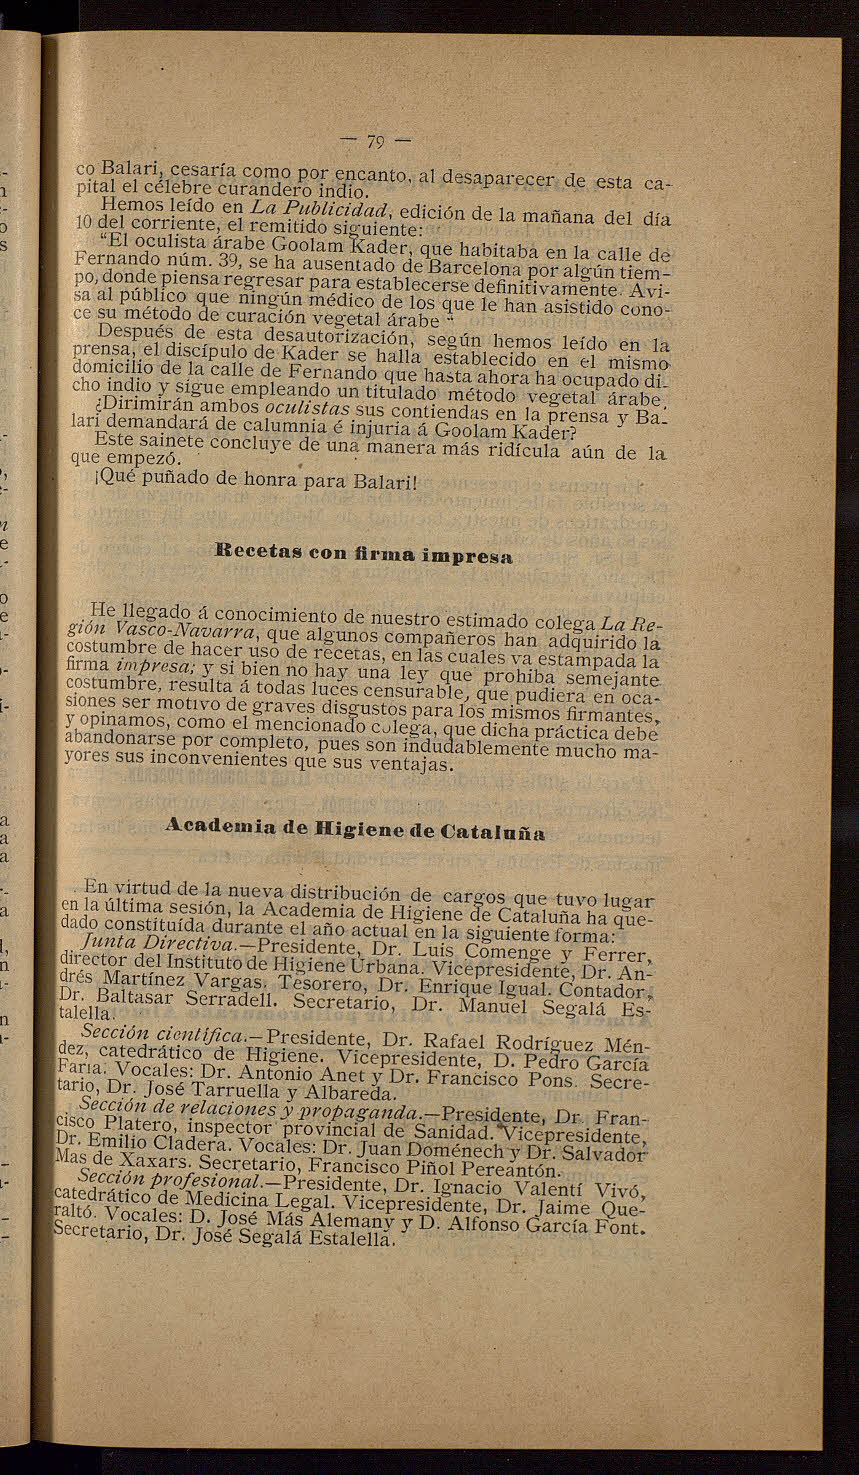 — 79 —
co Balari, cesaría como por encanto, al desaparecer de esta ca-
pital el célebre curandero indio.
Hemos leído en La Publicidad, edición de la mañana del día
10 del corriente, el remitido siguiente:
“El oculista árabe Goolam Kader, que habitaba en la calle de
Fernando núm. 39, se ha ausentado de Barcelona por algún tiem-
po, donde piensa regresar para establecerse definitivamente. Avi-
sa al público que ningún médico de los que le han asistido cono-
ce su método de curación vegetal árabe “
Después de esta desautorización, según hemos leído en la
prensa, el discípulo de Kader se halla establecido en el mismo
domicilio de la calle de Fernando que hasta ahora ha ocupado di-
cho indio y sigue empleando un titulado método vegetal árabe.
¿Dirimirán ambos oculistas sus contiendas en la prensa y Ba-
lari demandará de calumnia é injuria á Goolam Kader?
Este sainete concluye de una manera más ridícula aún de la
que empezó.
¡Qué puñado de honra para Balari!
Recetas con firma impresa
He llegado á conocimiento de nuestro estimado colega La Re-
gión Vasco-Navarra, que algunos compañeros han adquirido la
costumbre de hacer uso de recetas, en las cuales va estampada la
firma impresa; y si bien no hay una ley que prohiba semejante
costumbre, resulta á todas luces censurable, que pudiera en oca-
siones ser motivo de graves disgustos para los mismos firmantes,
y opinamos, como el mencionado colega, que dicha práctica debe
abandonarse por completo, pues son indudablemente mucho ma-
yores sus inconvenientes que sus ventajas.
Academia de Higiene de Cataluña
En virtud de la nueva distribución de cargos que tuvo lugar
en la última sesión, la Academia de Higiene de Cataluña ha que-
dado constituída durante el año actual en la siguiente forma:
Junta Directiva.—Presidente, Dr. Luis Comenge y Ferrer,
director del Instituto de Higiene Urbana. Vicepresidente, Dr. An-
drés Martínez Vargas. Tesorero, Dr. Enrique Igual. Contador,
Dr. Baltasar Serradell. Secretario, Dr. Manuel Segalá Es-
talella.
Sección científica.—Presidente, Dr. Rafael Rodríguez Mén-
dez, catedrático de Higiene. Vicepresidente, D. Pedro García
Faria. Vocales: Dr. Antonio Anet y Dr. Francisco Pons. Secre-
tario, Dr. José Tarruella y Albareda.
Sección de relaciones y propaganda.—Presidente, Dr. Fran-
cisco Platero, inspector provincial de Sanidad. Vicepresidente,
Dr. Emilio Cladera. Vocales: Dr. Juan Doménech y Dr. Salvador
Mas de Xaxars. Secretario, Francisco Piñol Pereantón.
Sección profesional.—Presidente, Dr. Ignacio Valentí Vivó,
catedrático de Medicina Legal. Vicepresidente, Dr. Jaime Que-
raltó. Vocales: D. José Más Alemany y D. Alfonso García Font.
Secretario, Dr. José Segalá Estalella.